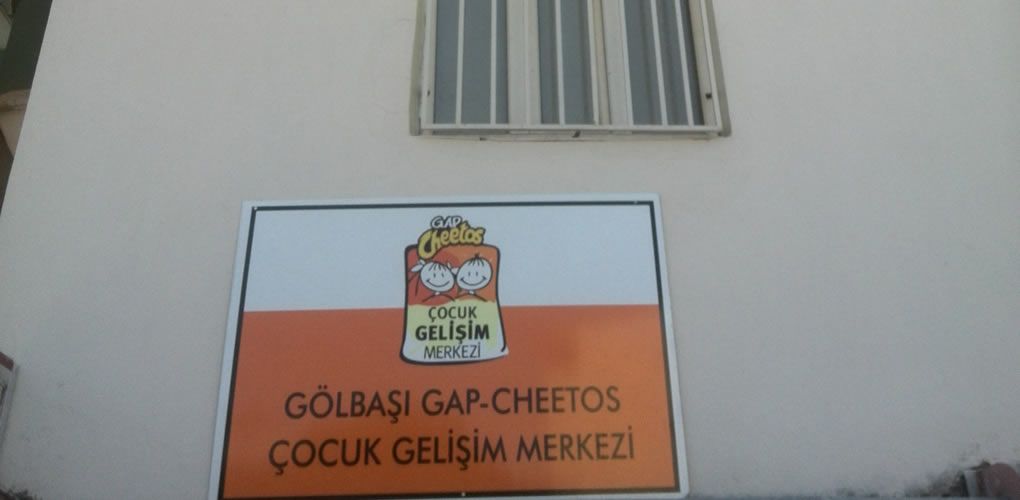 GAP
Cheetos
ÇOCUK
GELİŞİM
MERKEZİ
GÖLBAŞI GAP-CHEETOS
ÇOCUK GELİŞİM MERKEZİ